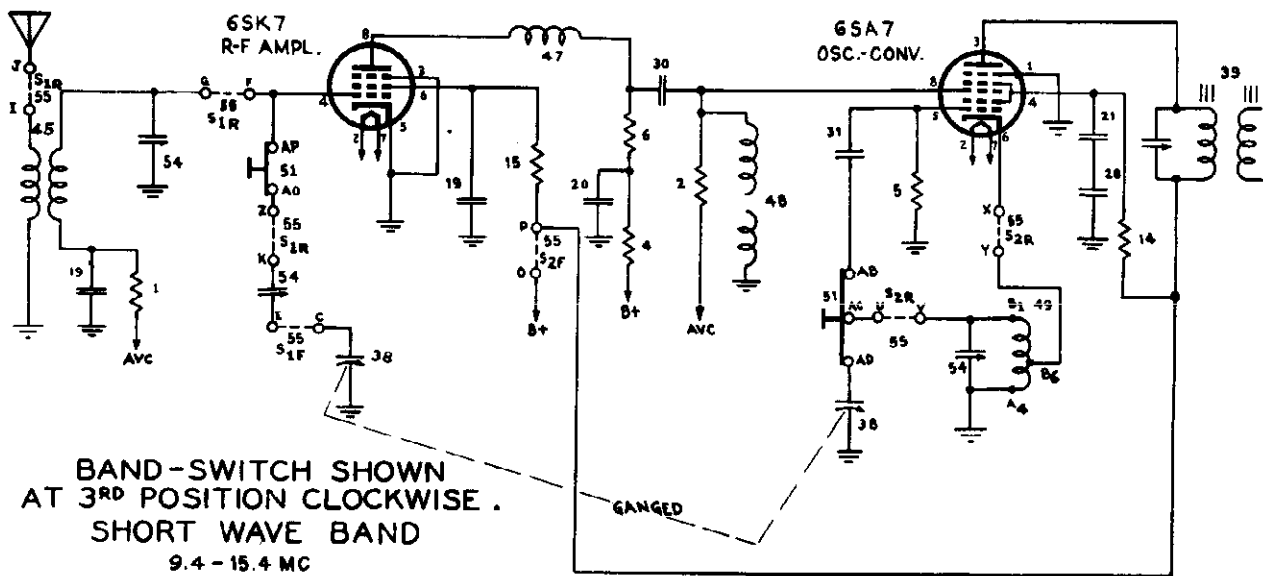 6SK7
R-F AMPL.
8
47
6SA7
OSC.-CONV.
3
39
J
S1R
55
I
45
G
56
S1R
F
4
3
6
5
2
7
30
8
1
4
5
6
2
7
54
AP
51
AO
Z
55
S1R
K
54
L
55
S1F
C
38
19
1
AVC
19
15
P
55
S2F
O
B+
6
20
4
B+
2
48
AVC
31
5
21
28
14
X
55
S2R
Y
AB
51
AC
U
S2R
V
55
AD
38
B1
49
54
B6
A4
BAND-SWITCH SHOWN
AT 3RD POSITION CLOCKWISE.
SHORT WAVE BAND
9.4-15.4 MC
GANGED